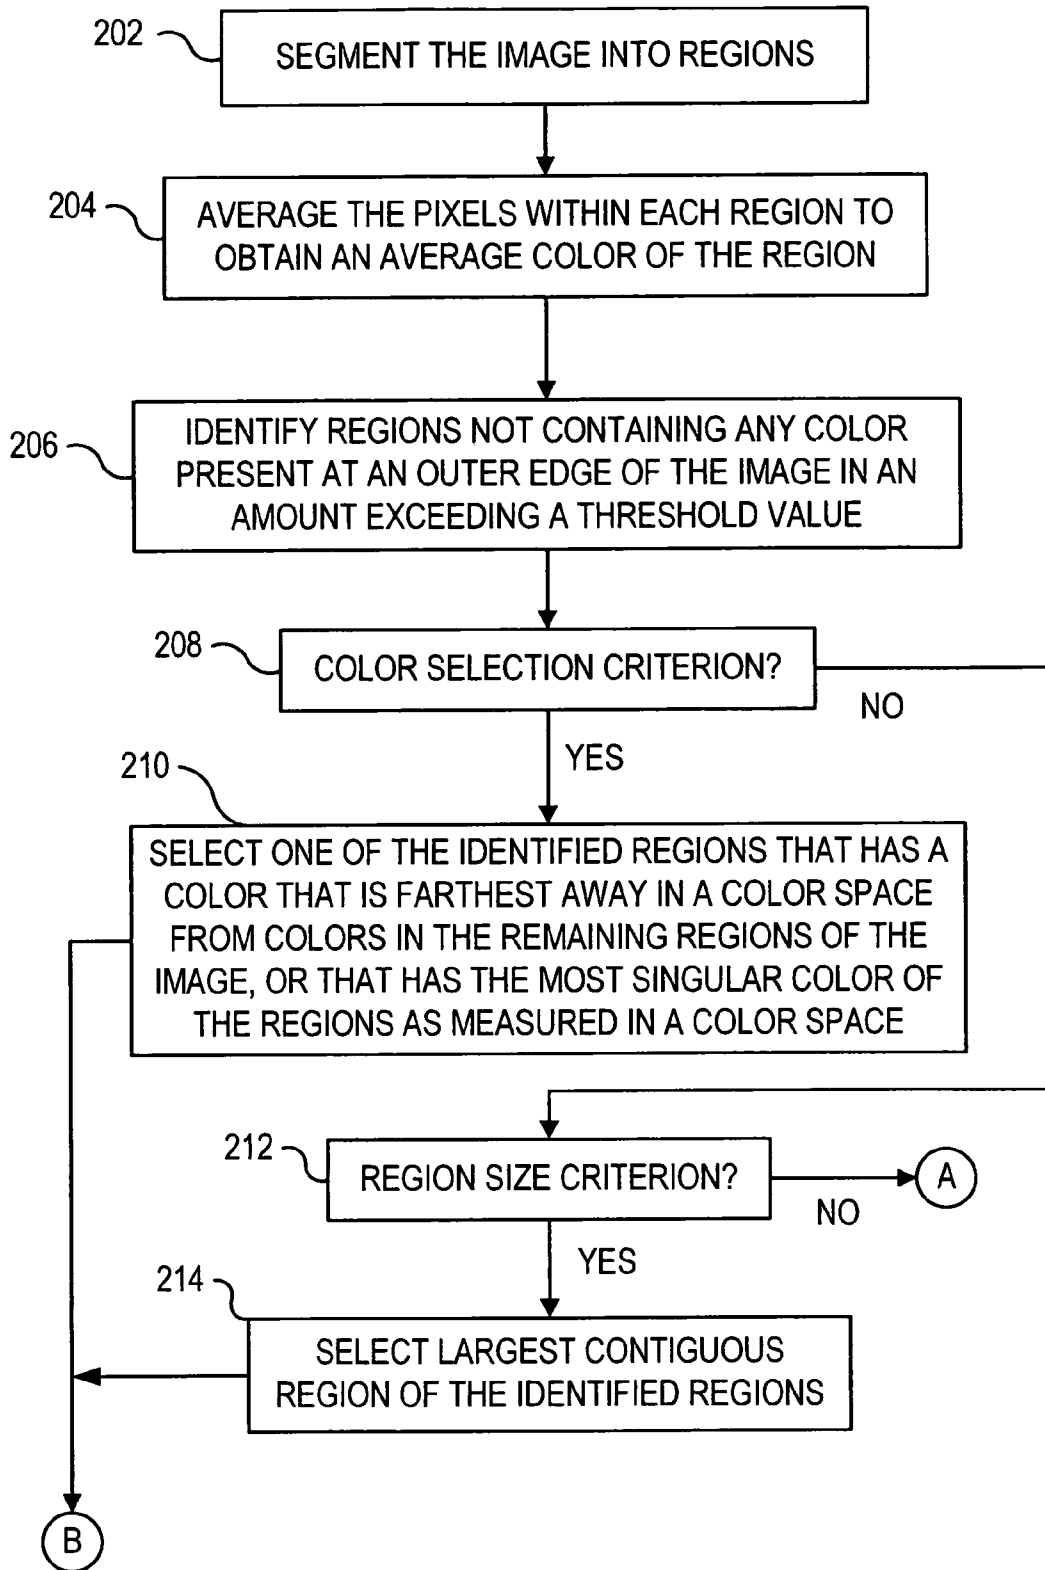 202
SEGMENT THE IMAGE INTO REGIONS
204
AVERAGE THE PIXELS WITHIN EACH REGION TO
OBTAIN AN AVERAGE COLOR OF THE REGION
206
IDENTIFY REGIONS NOT CONTAINING ANY COLOR
PRESENT AT AN OUTER EDGE OF THE IMAGE IN AN
AMOUNT EXCEEDING A THRESHOLD VALUE
208
COLOR SELECTION CRITERION?
NO
YES
210
SELECT ONE OF THE IDENTIFIED REGIONS THAT HAS A
COLOR THAT IS FARTHEST AWAY IN A COLOR SPACE
FROM COLORS IN THE REMAINING REGIONS OF THE
IMAGE, OR THAT HAS THE MOST SINGULAR COLOR OF
THE REGIONS AS MEASURED IN A COLOR SPACE
212
REGION SIZE CRITERION?
A
NO
YES
214
SELECT LARGEST CONTIGUOUS
REGION OF THE IDENTIFIED REGIONS
B